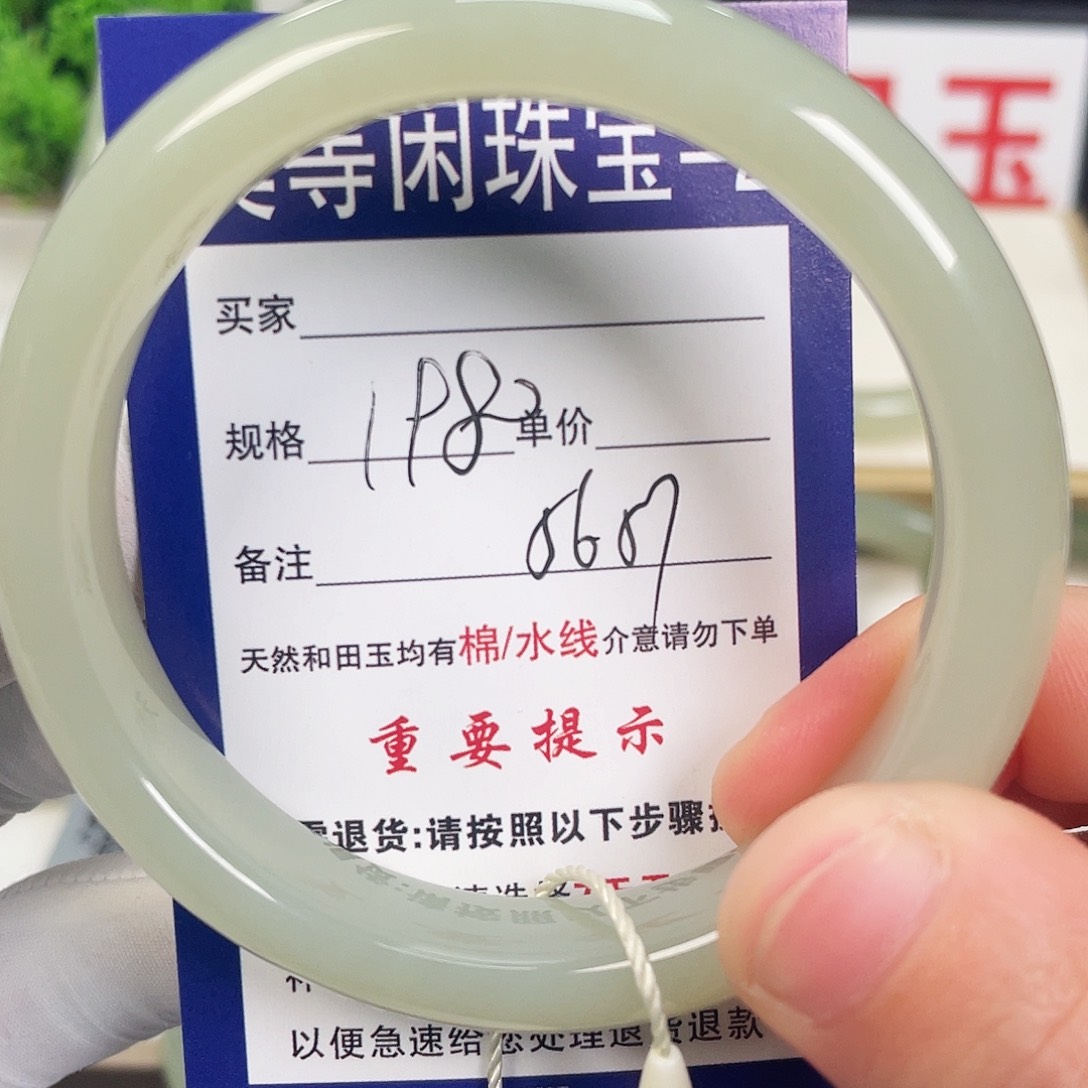 等闲珠宝
玉
买家
规格 1982 单价
备注 0607
天然和田玉均有棉/水线介意请勿下单
重要提示
退货:请按照以下步骤
以便急速给您处理退货退款